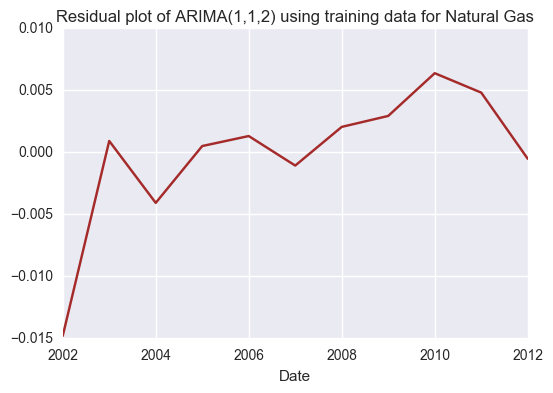 Residual plot of ARIMA(1,1,2) using training data for Natural Gas
0.010
0.005
0.000
−0.005
−0.010
−0.015
2002 2004 2006 2008 2010 2012
Date